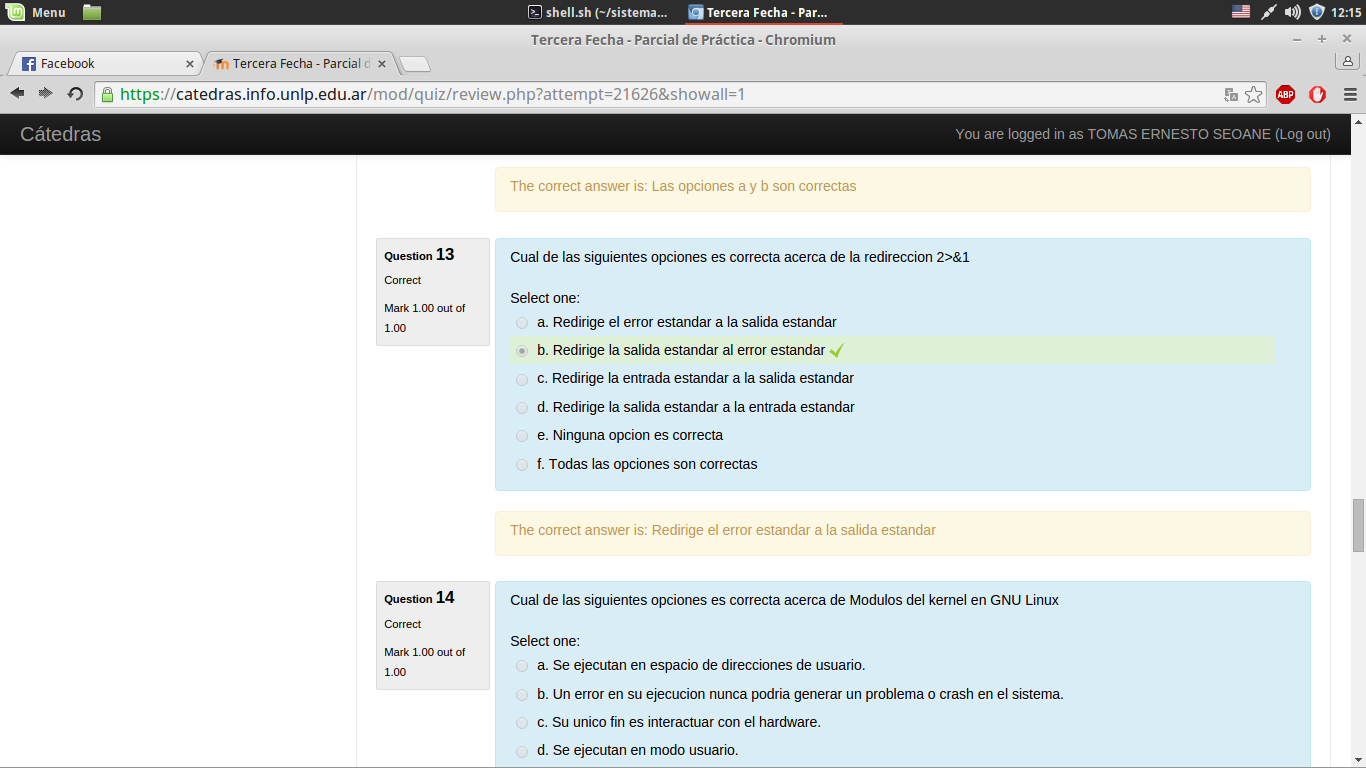 Menu
shell.sh (~/sistema...
Tercera Fecha - Par...
12:15
Tercera Fecha - Parcial de Práctica - Chromium
Facebook
Tercera Fecha - Parcial d
https://catedras.info.unlp.edu.ar/mod/quiz/review.php?attempt=21626&showall=1
ABP
Cátedras
You are logged in as TOMAS ERNESTO SEOANE (Log out)
The correct answer is: Las opciones a y b son correctas
Question 13
Correct
Mark 1.00 out of
1.00
Cual de las siguientes opciones es correcta acerca de la redireccion 2>&1
Select one:
a. Redirige el error estandar a la salida estandar
b. Redirige la salida estandar al error estandar
c. Redirige la entrada estandar a la salida estandar
d. Redirige la salida estandar a la entrada estandar
e. Ninguna opcion es correcta
f. Todas las opciones son correctas
The correct answer is: Redirige el error estandar a la salida estandar
Question 14
Correct
Mark 1.00 out of
1.00
Cual de las siguientes opciones es correcta acerca de Modulos del kernel en GNU Linux
Select one:
a. Se ejecutan en espacio de direcciones de usuario.
b. Un error en su ejecucion nunca podria generar un problema o crash en el sistema.
c. Su unico fin es interactuar con el hardware.
d. Se ejecutan en modo usuario.